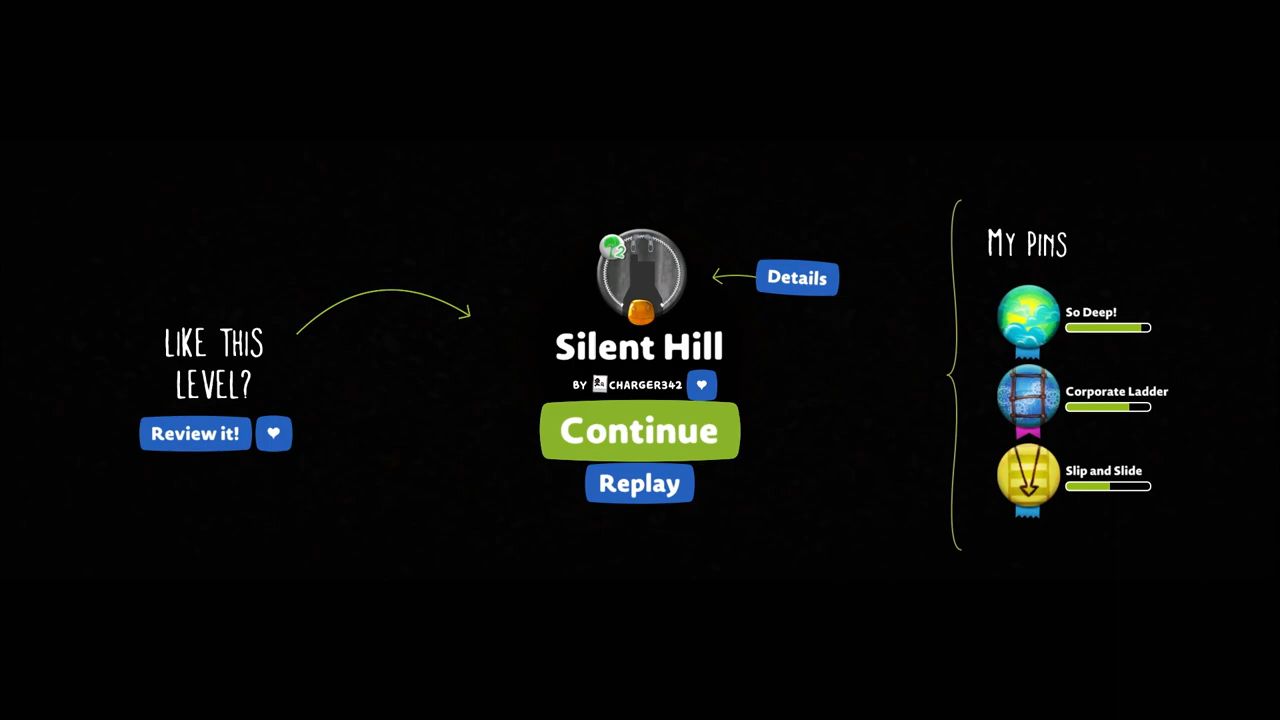 LIKE THIS
LEVEL?
Review it!
Details
Silent Hill
BY CHARGER342
Continue
Replay
MY PINS
So Deep!
Corporate Ladder
Slip and Slide